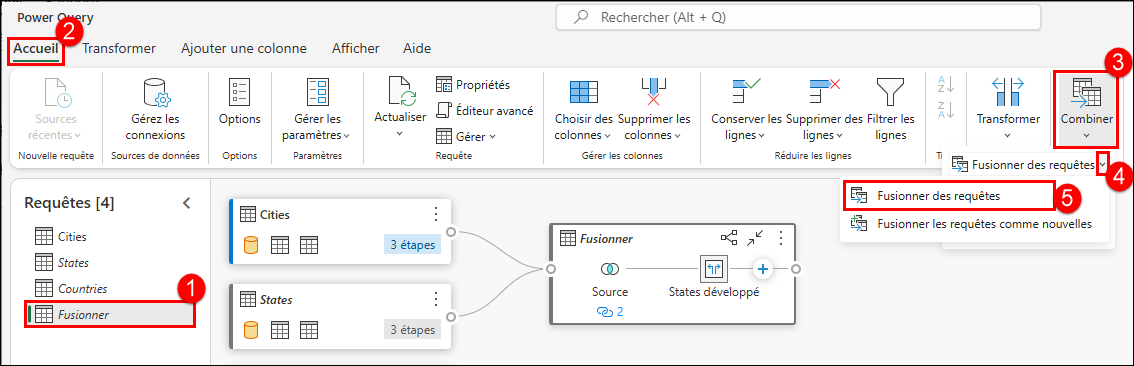 Power Query
Rechercher (Alt + Q)
2
Accueil
Transformer
Ajouter une colonne
Afficher
Aide
3
Sources
récentes
Gérez les
connexions
Options
Gérer les
paramètres
Actualiser
Propriétés
Éditeur avancé
Gérer
Choisir des
colonnes
Supprimer les
colonnes
Conserver les
lignes
Supprimer des
lignes
Filtrer les
lignes
A
Z
Z
A
Transformer
Combiner
Nouvelle requête
Sources de données
Options
Paramètres
Requête
Gérer les colonnes
Réduire les lignes
Fusionner des requêtes
4
Fusionner des requêtes
5
Fusionner les requêtes comme nouvelles
Requêtes [4]
Cities
States
Countries
1
Fusionner
Cities
3 étapes
States
3 étapes
Fusionner
Source
States développé
2